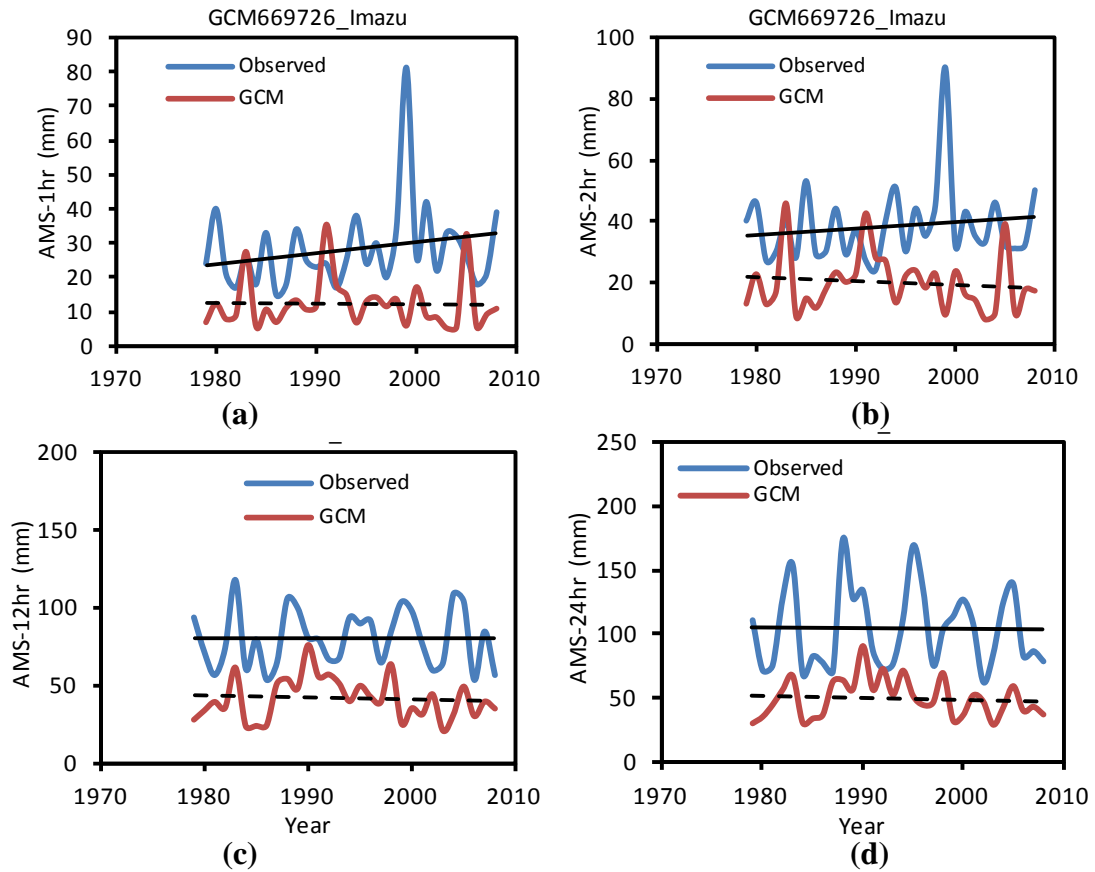 GCM669726_Imazu
90
80
70
60
50
40
30
20
10
0
AMS-1hr (mm)
Observed
GCM
1970 1980 1990 2000 2010
(a)
GCM669726_Imazu
100
80
60
40
20
0
AMS-2hr (mm)
Observed
GCM
1970 1980 1990 2000 2010
(b)
_
200
150
100
50
0
AMS-12hr (mm)
Observed
GCM
1970 1980 1990 2000 2010
Year
(c)
_
250
200
150
100
50
0
AMS-24hr (mm)
Observed
GCM
1970 1980 1990 2000 2010
Year
(d)